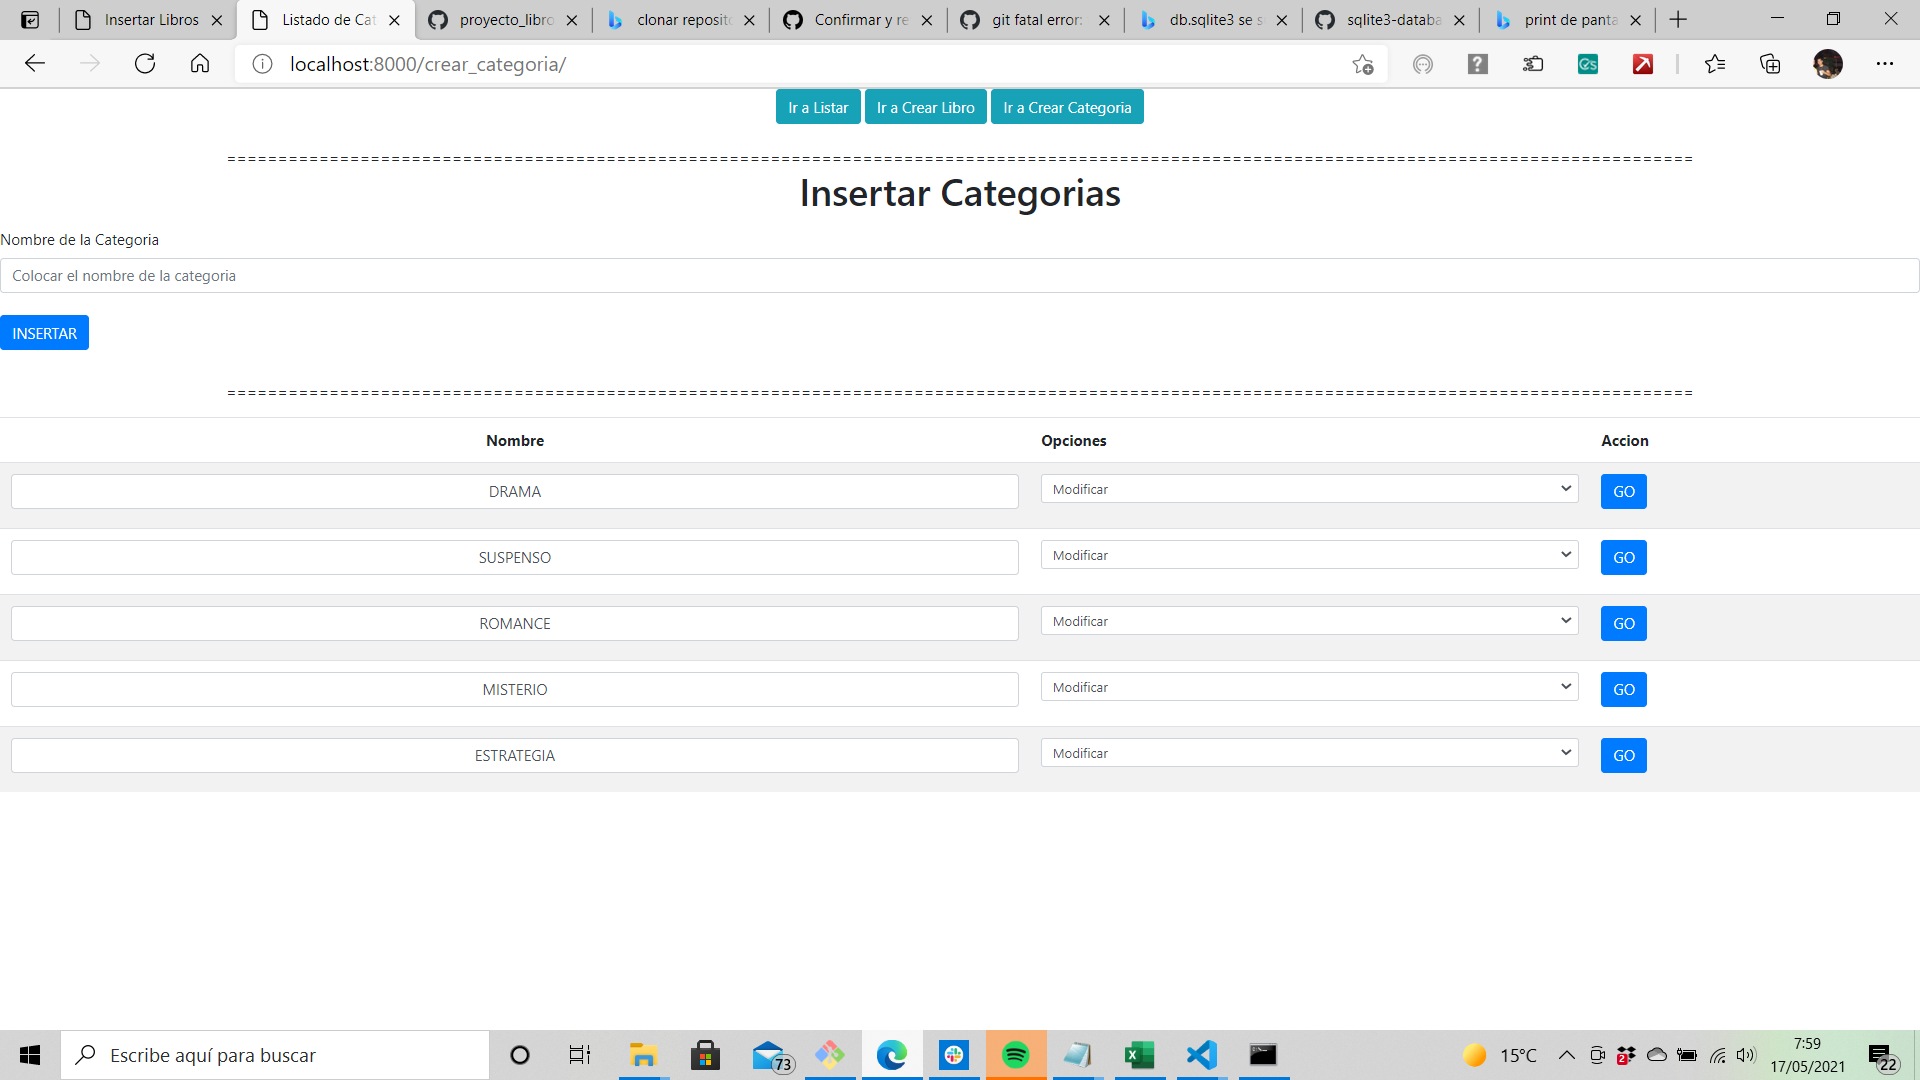 Insertar Libros
Listado de Cat
proyecto_libro
clonar reposito
Confirmar y re
git fatal error:
db.sqlite3 se s
sqlite3-databa
print de panta
localhost:8000/crear_categoria/
Ir a Listar Ir a Crear Libro Ir a Crear Categoria
Insertar Categorias
Nombre de la Categoria
Colocar el nombre de la categoria
INSERTAR
Nombre Opciones Accion
DRAMA Modificar GO
SUSPENSO Modificar GO
ROMANCE Modificar GO
MISTERIO Modificar GO
ESTRATEGIA Modificar GO
Escribe aquí para buscar
73
15°C
2
7:59
17/05/2021
22